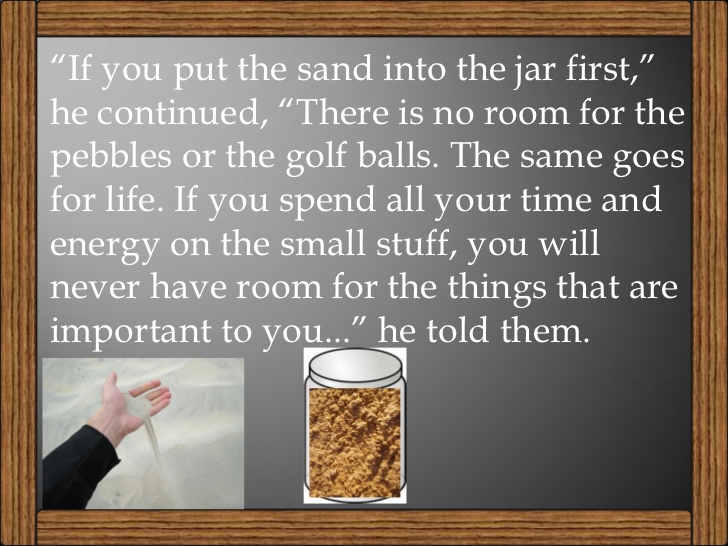 “If you put the sand into the jar first,”
he continued, “There is no room for the
pebbles or the golf balls. The same goes
for life. If you spend all your time and
energy on the small stuff, you will
never have room for the things that are
important to you...” he told them.